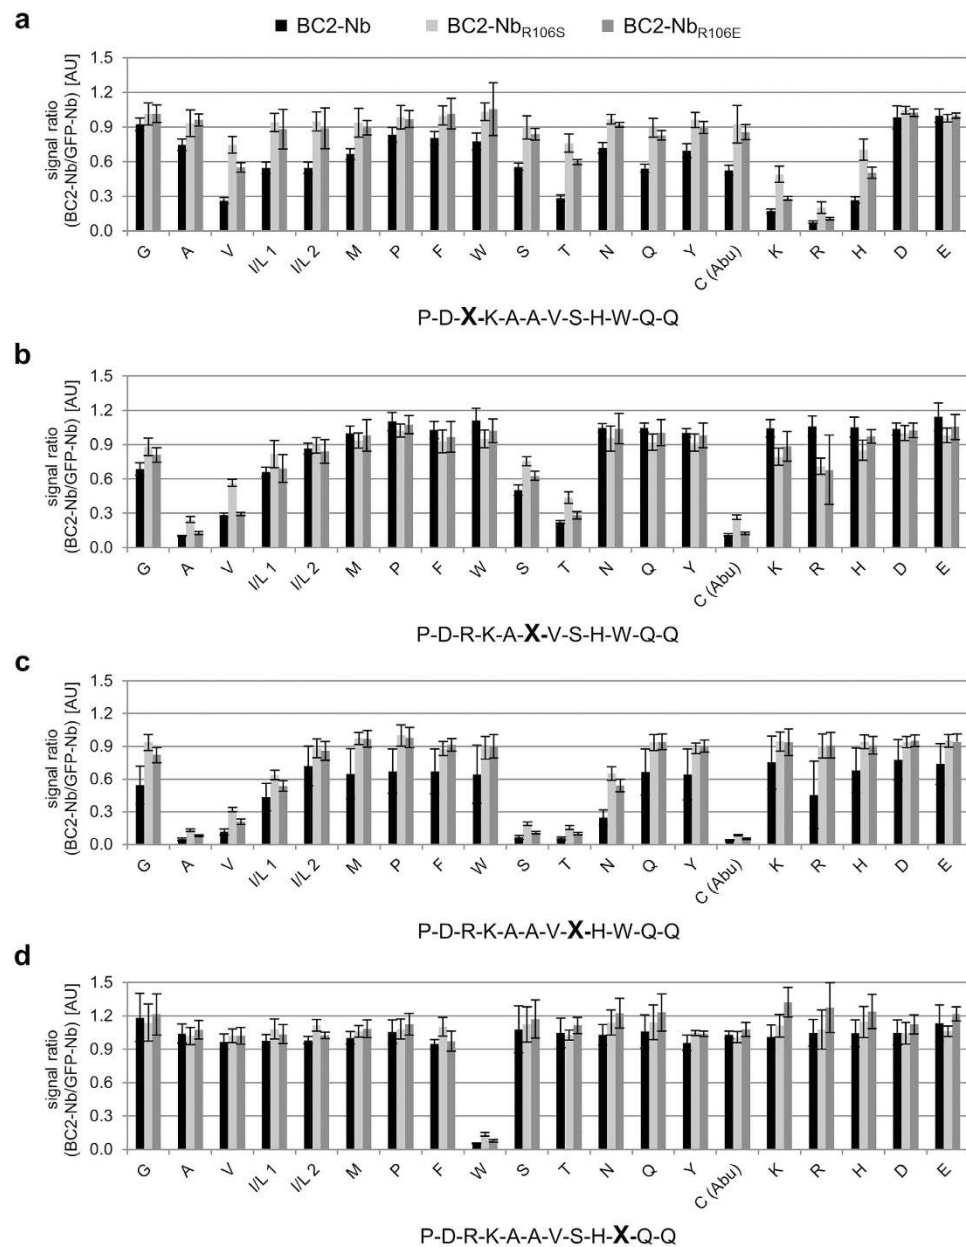 a
BC2-Nb BC2-NbR106S BC2-NbR106E
signal ratio
(BC2-Nb/GFP-Nb) [AU]
1.5
1.2
0.9
0.6
0.3
0.0
G A V I/L 1 I/L 2 M P F W S T N Q Y C (Abu) K R H D E
P-D-X-K-A-A-V-S-H-W-Q-Q
b
signal ratio
(BC2-Nb/GFP-Nb) [AU]
1.5
1.2
0.9
0.6
0.3
0.0
G A V I/L 1 I/L 2 M P F W S T N Q Y C (Abu) K R H D E
P-D-R-K-A-X-V-S-H-W-Q-Q
c
signal ratio
(BC2-Nb/GFP-Nb) [AU]
1.5
1.2
0.9
0.6
0.3
0.0
G A V I/L 1 I/L 2 M P F W S T N Q Y C (Abu) K R H D E
P-D-R-K-A-A-V-X-H-W-Q-Q
d
signal ratio
(BC2-Nb/GFP-Nb) [AU]
1.5
1.2
0.9
0.6
0.3
0.0
G A V I/L 1 I/L 2 M P F W S T N Q Y C (Abu) K R H D E
P-D-R-K-A-A-V-S-H-X-Q-Q